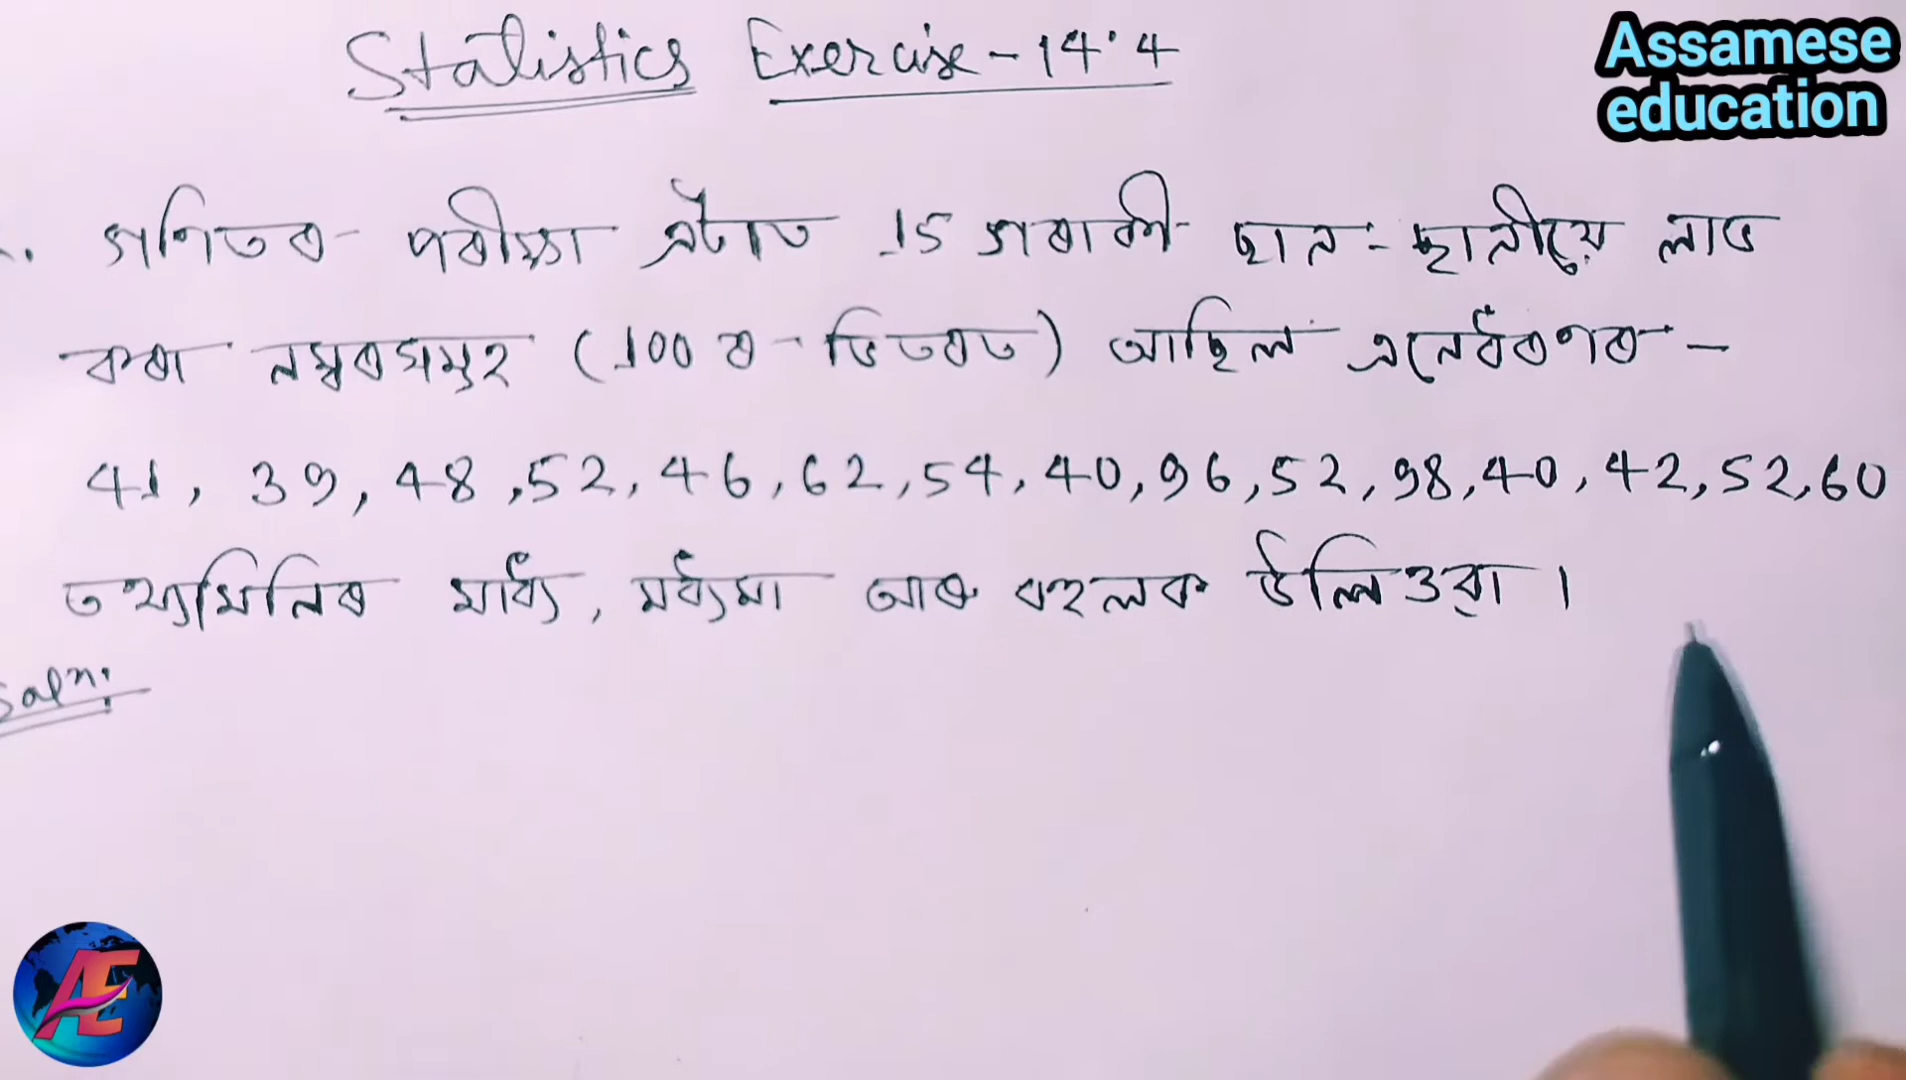 Statistics Exercise-14.4
Assamese
education
গণিতৰ পৰীক্ষা এটাত 15 গৰাকী ছাত্ৰ-ছাত্ৰীয়ে লাভ
কৰা নম্বৰসমূহ (100 ৰ ভিতৰত) আছিল এনেধৰণৰ -
41, 39, 48, 52, 46, 62, 54, 40, 96, 52, 98, 40, 42, 52, 60
তথ্যখিনিৰ মাধ্য, মধ্যমা আৰু বহুলক উলিওৱা ।
Soln:
AE